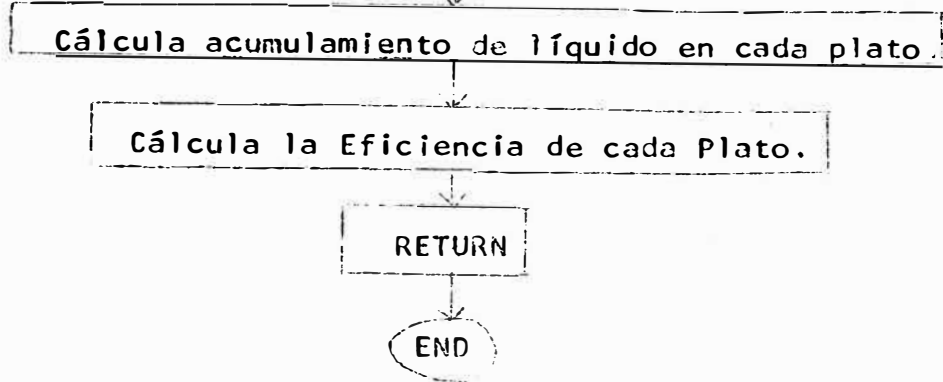 Cálcula acumulamiento de líquido en cada plato.
Cálcula la Eficiencia de cada Plato.
RETURN
END